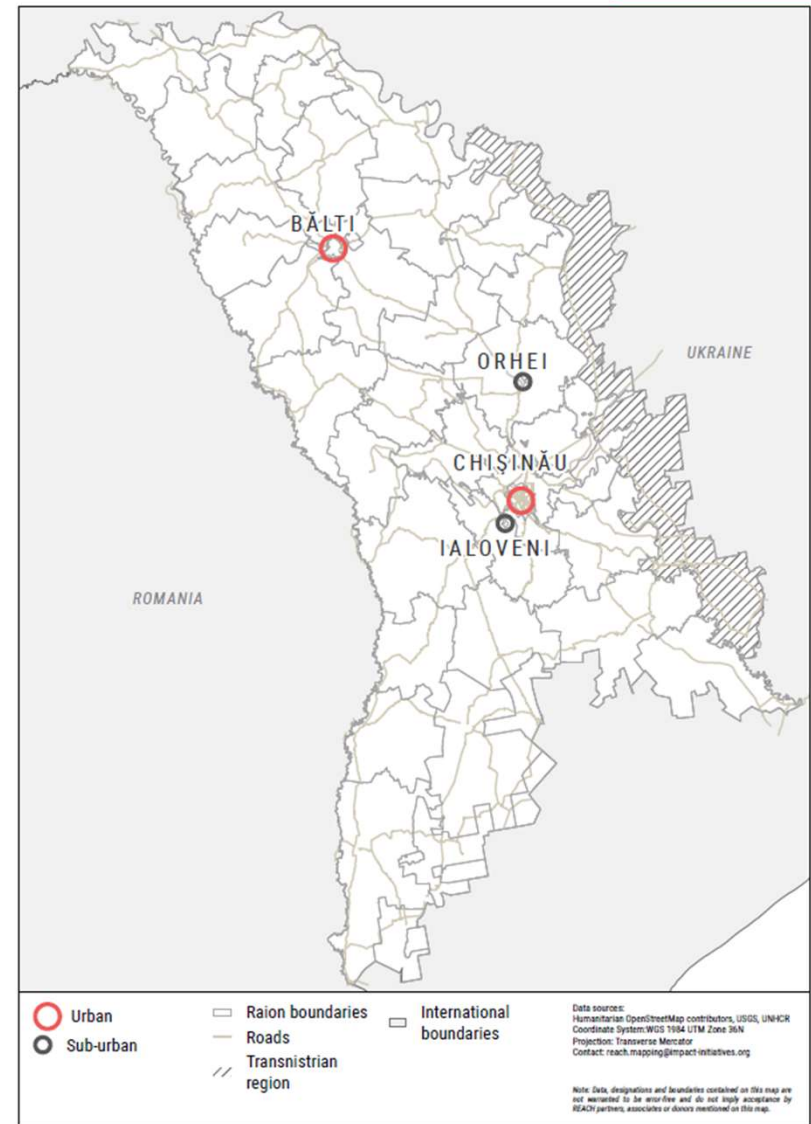 BĂLTI
ORHEI
UKRAINE
CHIŞINĂU
IALOVENI
ROMANIA
Urban
Sub-urban
Raion boundaries
Roads
Transnistrian
region
International
boundaries
Data sources:
Humanitarian OpenStreetMap contributors, USGS, UNHCR
Coordinate System:WGS 1984 UTM Zone 36N
Projection: Transverse Mercator
Contact: reach.mapping@impact-initiatives.org
Note: Data, designations and boundaries contained on this map are
not warranted to be error-free and do not imply acceptance by
REACH partners, associates or donors mentioned on this map.